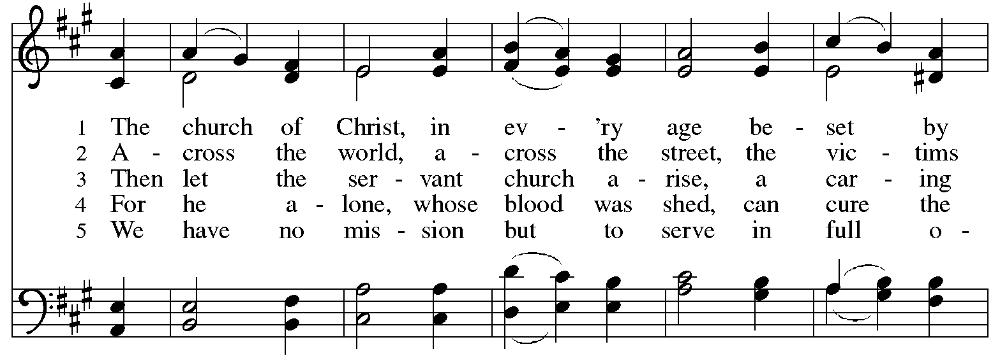 1 The church of Christ, in ev - 'ry age be - set by
2 A - cross the world, a - cross the street, the vic - tims
3 Then let the ser - vant church a - rise, a car - ing
4 For he a - lone, whose blood was shed, can cure the
5 We have no mis - sion but to serve in full o -